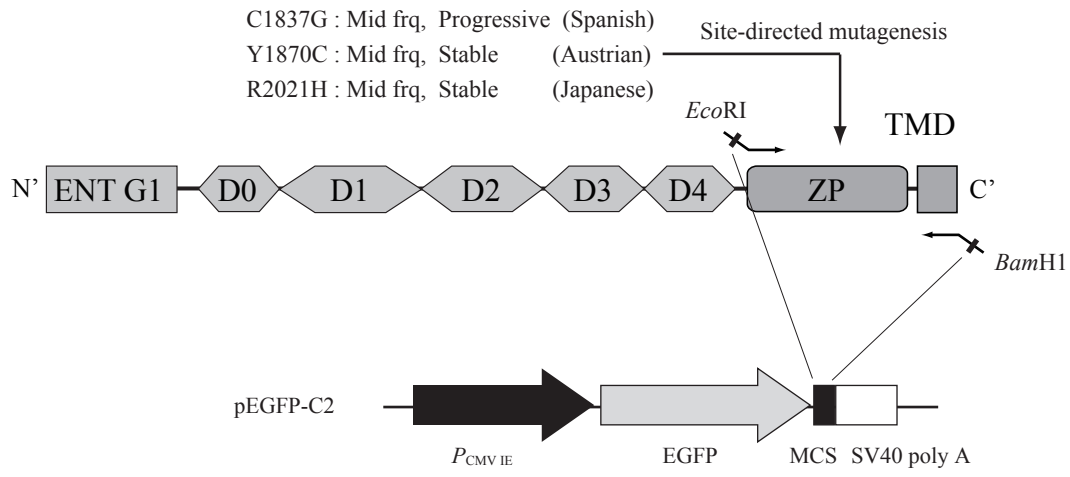 C1837G : Mid frq, Progressive (Spanish)
Y1870C : Mid frq, Stable (Austrian)
R2021H : Mid frq, Stable (Japanese)
Site-directed mutagenesis
EcoRI
TMD
N’ ENT G1 D0 D1 D2 D3 D4 ZP C’
BamH1
pEGFP-C2
PCMV IE EGFP MCS SV40 poly A